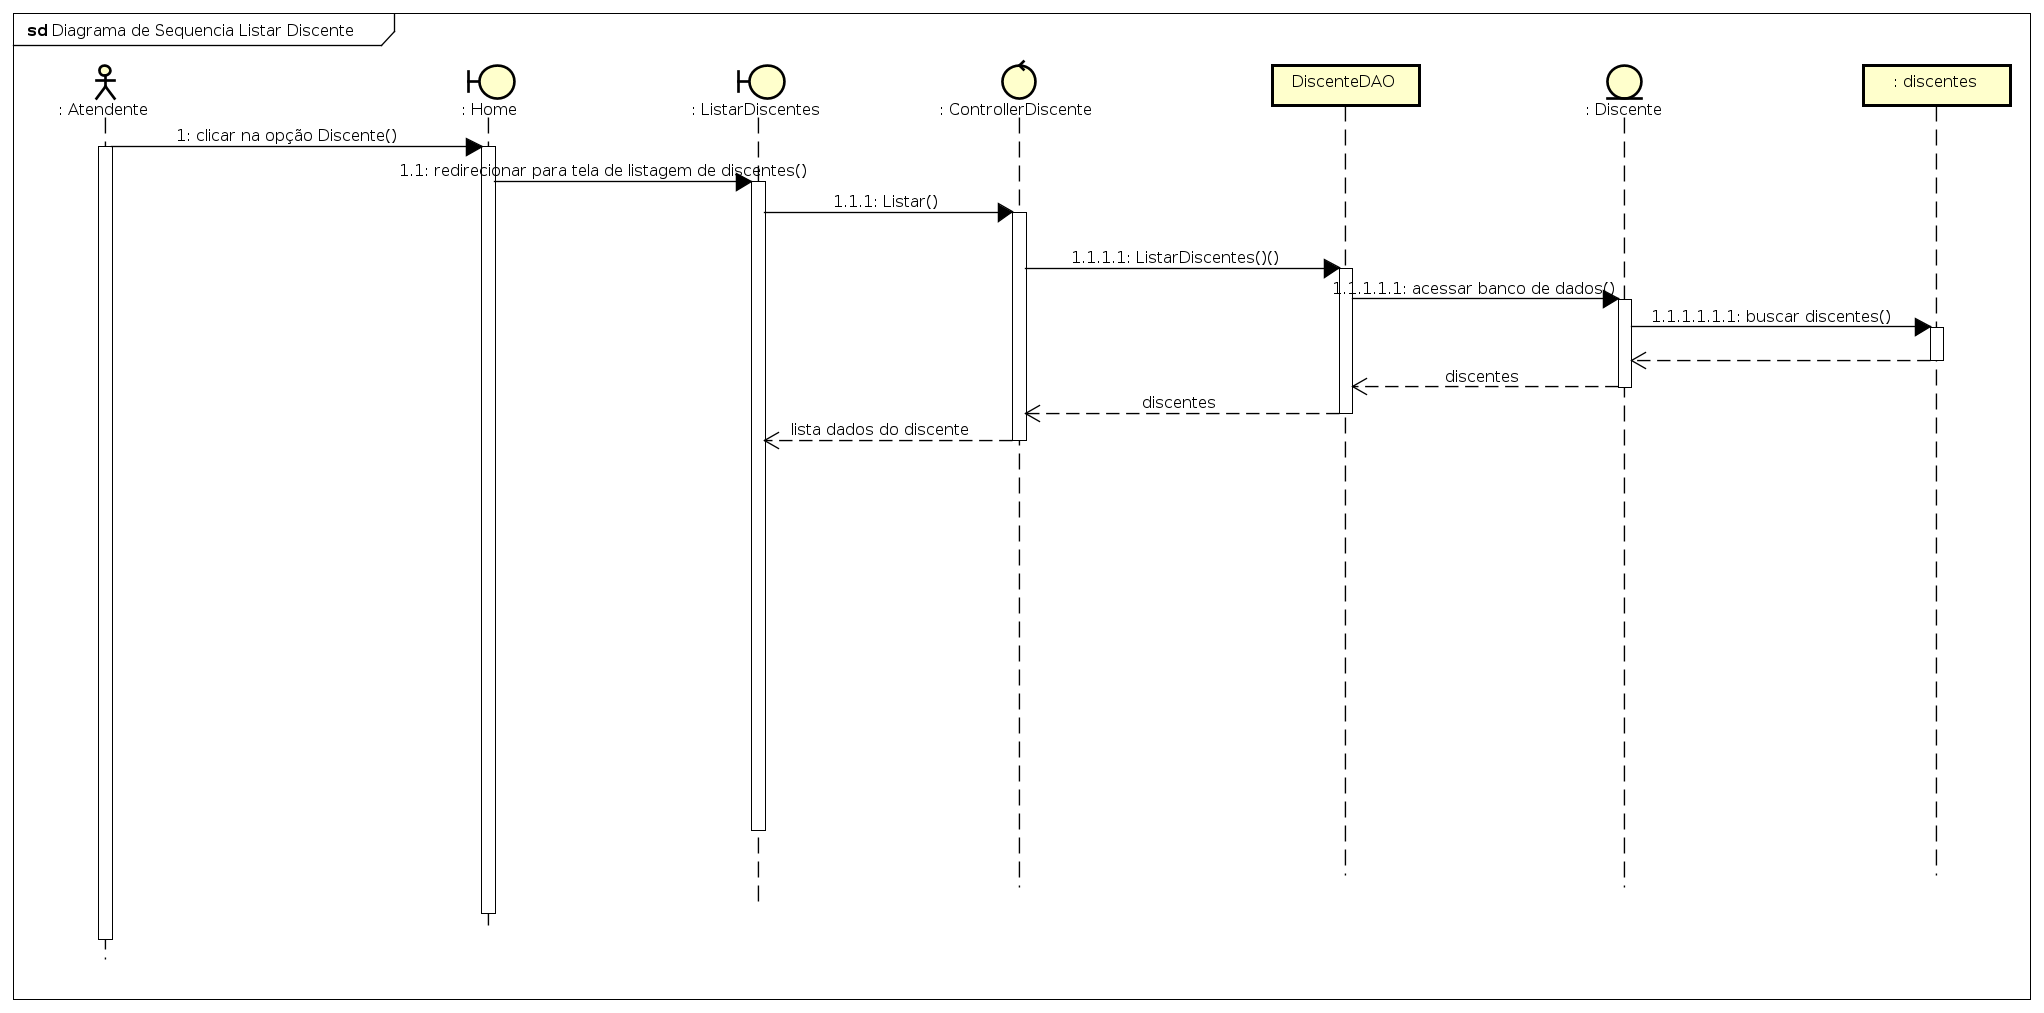 sd Diagrama de Sequencia Listar Discente
: Atendente
: Home
: ListarDiscentes
: ControllerDiscente
DiscenteDAO
: Discente
: discentes
1: clicar na opção Discente()
1.1: redirecionar para tela de listagem de discentes()
1.1.1: Listar()
1.1.1.1: ListarDiscentes()()
1.1.1.1.1: acessar banco de dados()
1.1.1.1.1.1: buscar discentes()
discentes
discentes
lista dados do discente